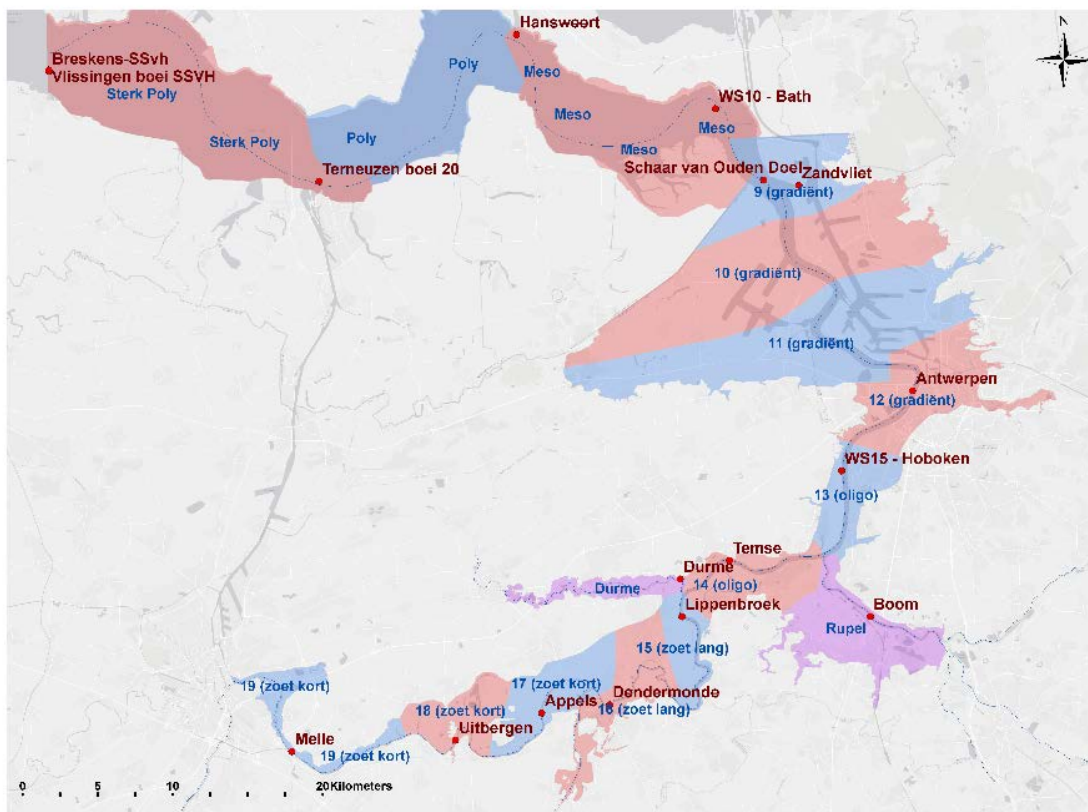 Hansweert
N
Breskens-SSvh
Vlissingen boei SSVH
Sterk Poly
Poly
Meso
Meso
WS10 - Bath
Meso
Sterk Poly
Poly
Meso
Terneuzen boei 20
Schaar van Ouden Doel
Zandvliet
9 (gradiënt)
10 (gradiënt)
11 (gradiënt)
Antwerpen
12 (gradiënt)
WS15 - Hoboken
13 (oligo)
Temse
Durme
Durme
14 (oligo)
Lippenbroek
Boom
Rupel
15 (zoet lang)
19 (zoet kort)
17 (zoet kort)
Dendermonde
18 (zoet kort)
Appels
16 (zoet lang)
Uitbergen
Melle
19 (zoet kort)
0 5 10 20 Kilometers